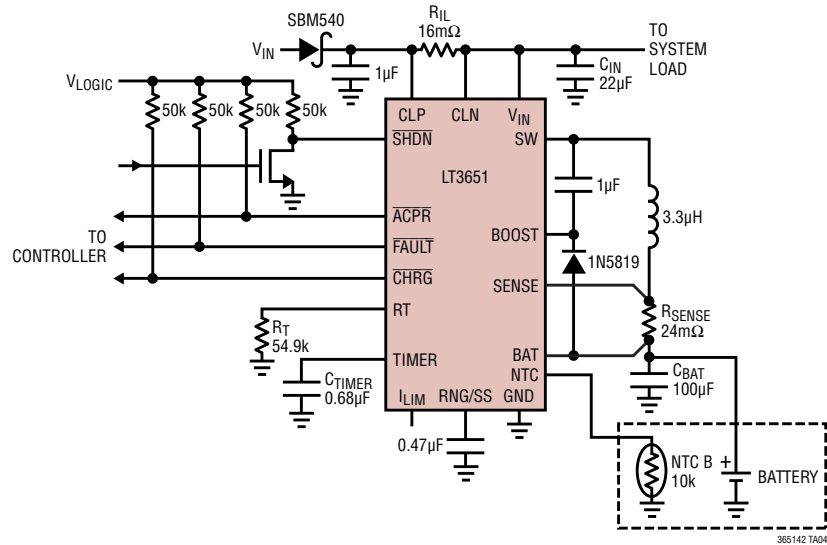 SBM540
R_IL
16mΩ
TO
SYSTEM
LOAD
V_IN
1µF
C_IN
22µF
V_LOGIC
50k
50k
50k
50k
CLP
CLN
V_IN
SHDN
SW
LT3651
1µF
3.3µH
ACPR
TO
CONTROLLER
FAULT
BOOST
1N5819
CHRG
SENSE
RT
R_SENSE
24mΩ
R_T
54.9k
TIMER
BAT
NTC
C_BAT
100µF
C_TIMER
0.68µF
I_LIM
RNG/SS
GND
0.47µF
NTC B
10k
+
BATTERY
365142 TA04